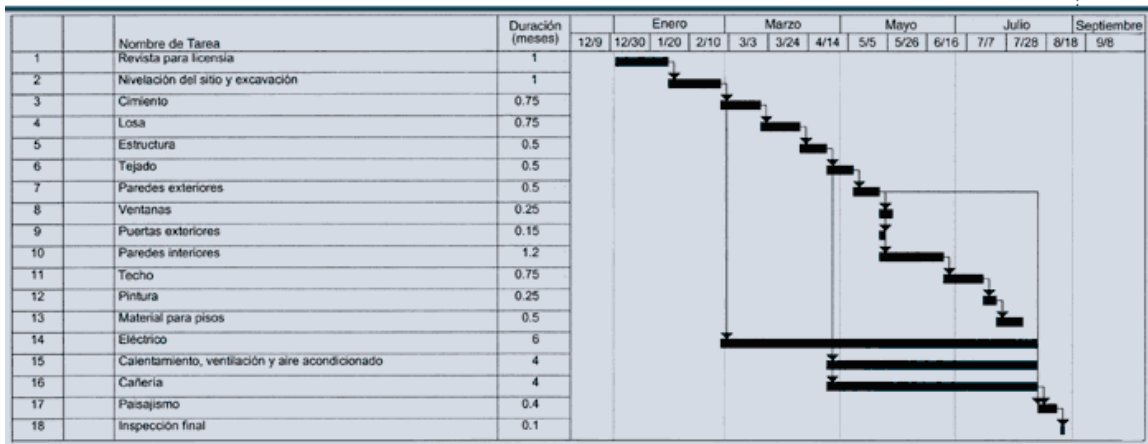 Enero Marzo Mayo Julio Septiembre
Nombre de Tarea Duración (meses) 12/9 12/30 1/20 2/10 3/3 3/24 4/14 5/5 5/26 6/16 7/7 7/28 8/18 9/8
1 Revista para licensia 1
2 Nivelación del sitio y excavación 1
3 Cimiento 0.75
4 Losa 0.75
5 Estructura 0.5
6 Tejado 0.5
7 Paredes exteriores 0.5
8 Ventanas 0.25
9 Puertas exteriores 0.15
10 Paredes interiores 1.2
11 Techo 0.75
12 Pintura 0.25
13 Material para pisos 0.5
14 Eléctrico 6
15 Calentamiento, ventilación y aire acondicionado 4
16 Cañería 4
17 Paisajismo 0.4
18 Inspección final 0.1